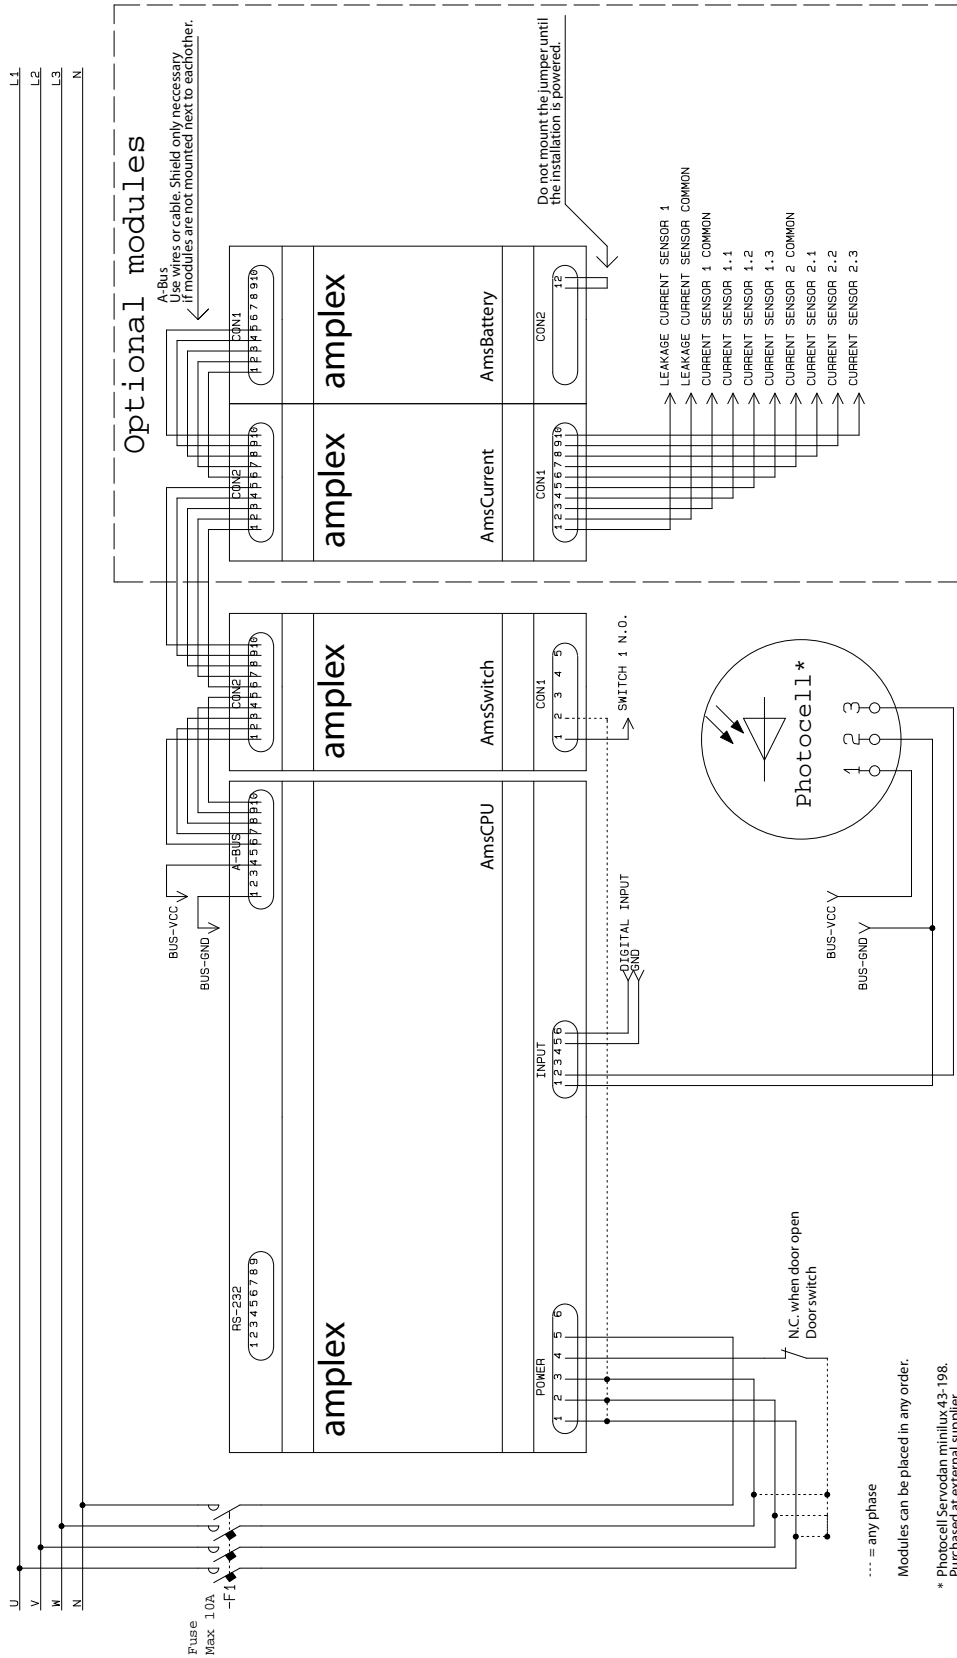 U
V
W
N
L1
L2
L3
N
Fuse
Max 10A
-F1
Optional modules
A-Bus
Use wires or cable. Shield only neccessary
if modules are not mounted next to eachother.
Do not mount the jumper until
the installation is powered.
RS-232
1 2 3 4 5 6 7 8 9
BUS-VCC
BUS-GND
A-BUS
1 2 3 4 5 6 7 8 9 10
CON2
1 2 3 4 5 6 7 8 9 10
CON2
1 2 3 4 5 6 7 8 9 10
CON1
1 2 3 4 5 6 7 8 9 10
amplex
amplex
amplex
amplex
AmsCPU
AmsSwitch
AmsCurrent
AmsBattery
POWER
1 2 3 4 5 6
INPUT
1 2 3 4 5 6
CON1
1 2 3 4 5
CON1
1 2 3 4 5 6 7 8 9 10
CON2
12
DIGITAL INPUT
GND
SWITCH 1 N.O.
LEAKAGE CURRENT SENSOR 1
LEAKAGE CURRENT SENSOR COMMON
CURRENT SENSOR 1 COMMON
CURRENT SENSOR 1.1
CURRENT SENSOR 1.2
CURRENT SENSOR 1.3
CURRENT SENSOR 2 COMMON
CURRENT SENSOR 2.1
CURRENT SENSOR 2.2
CURRENT SENSOR 2.3
N.C. when door open
Door switch
BUS-VCC
BUS-GND
Photocell*
1 2 3
--- = any phase
Modules can be placed in any order.
* Photocell Servodan minilux 43-198.
Purchased at external supplier